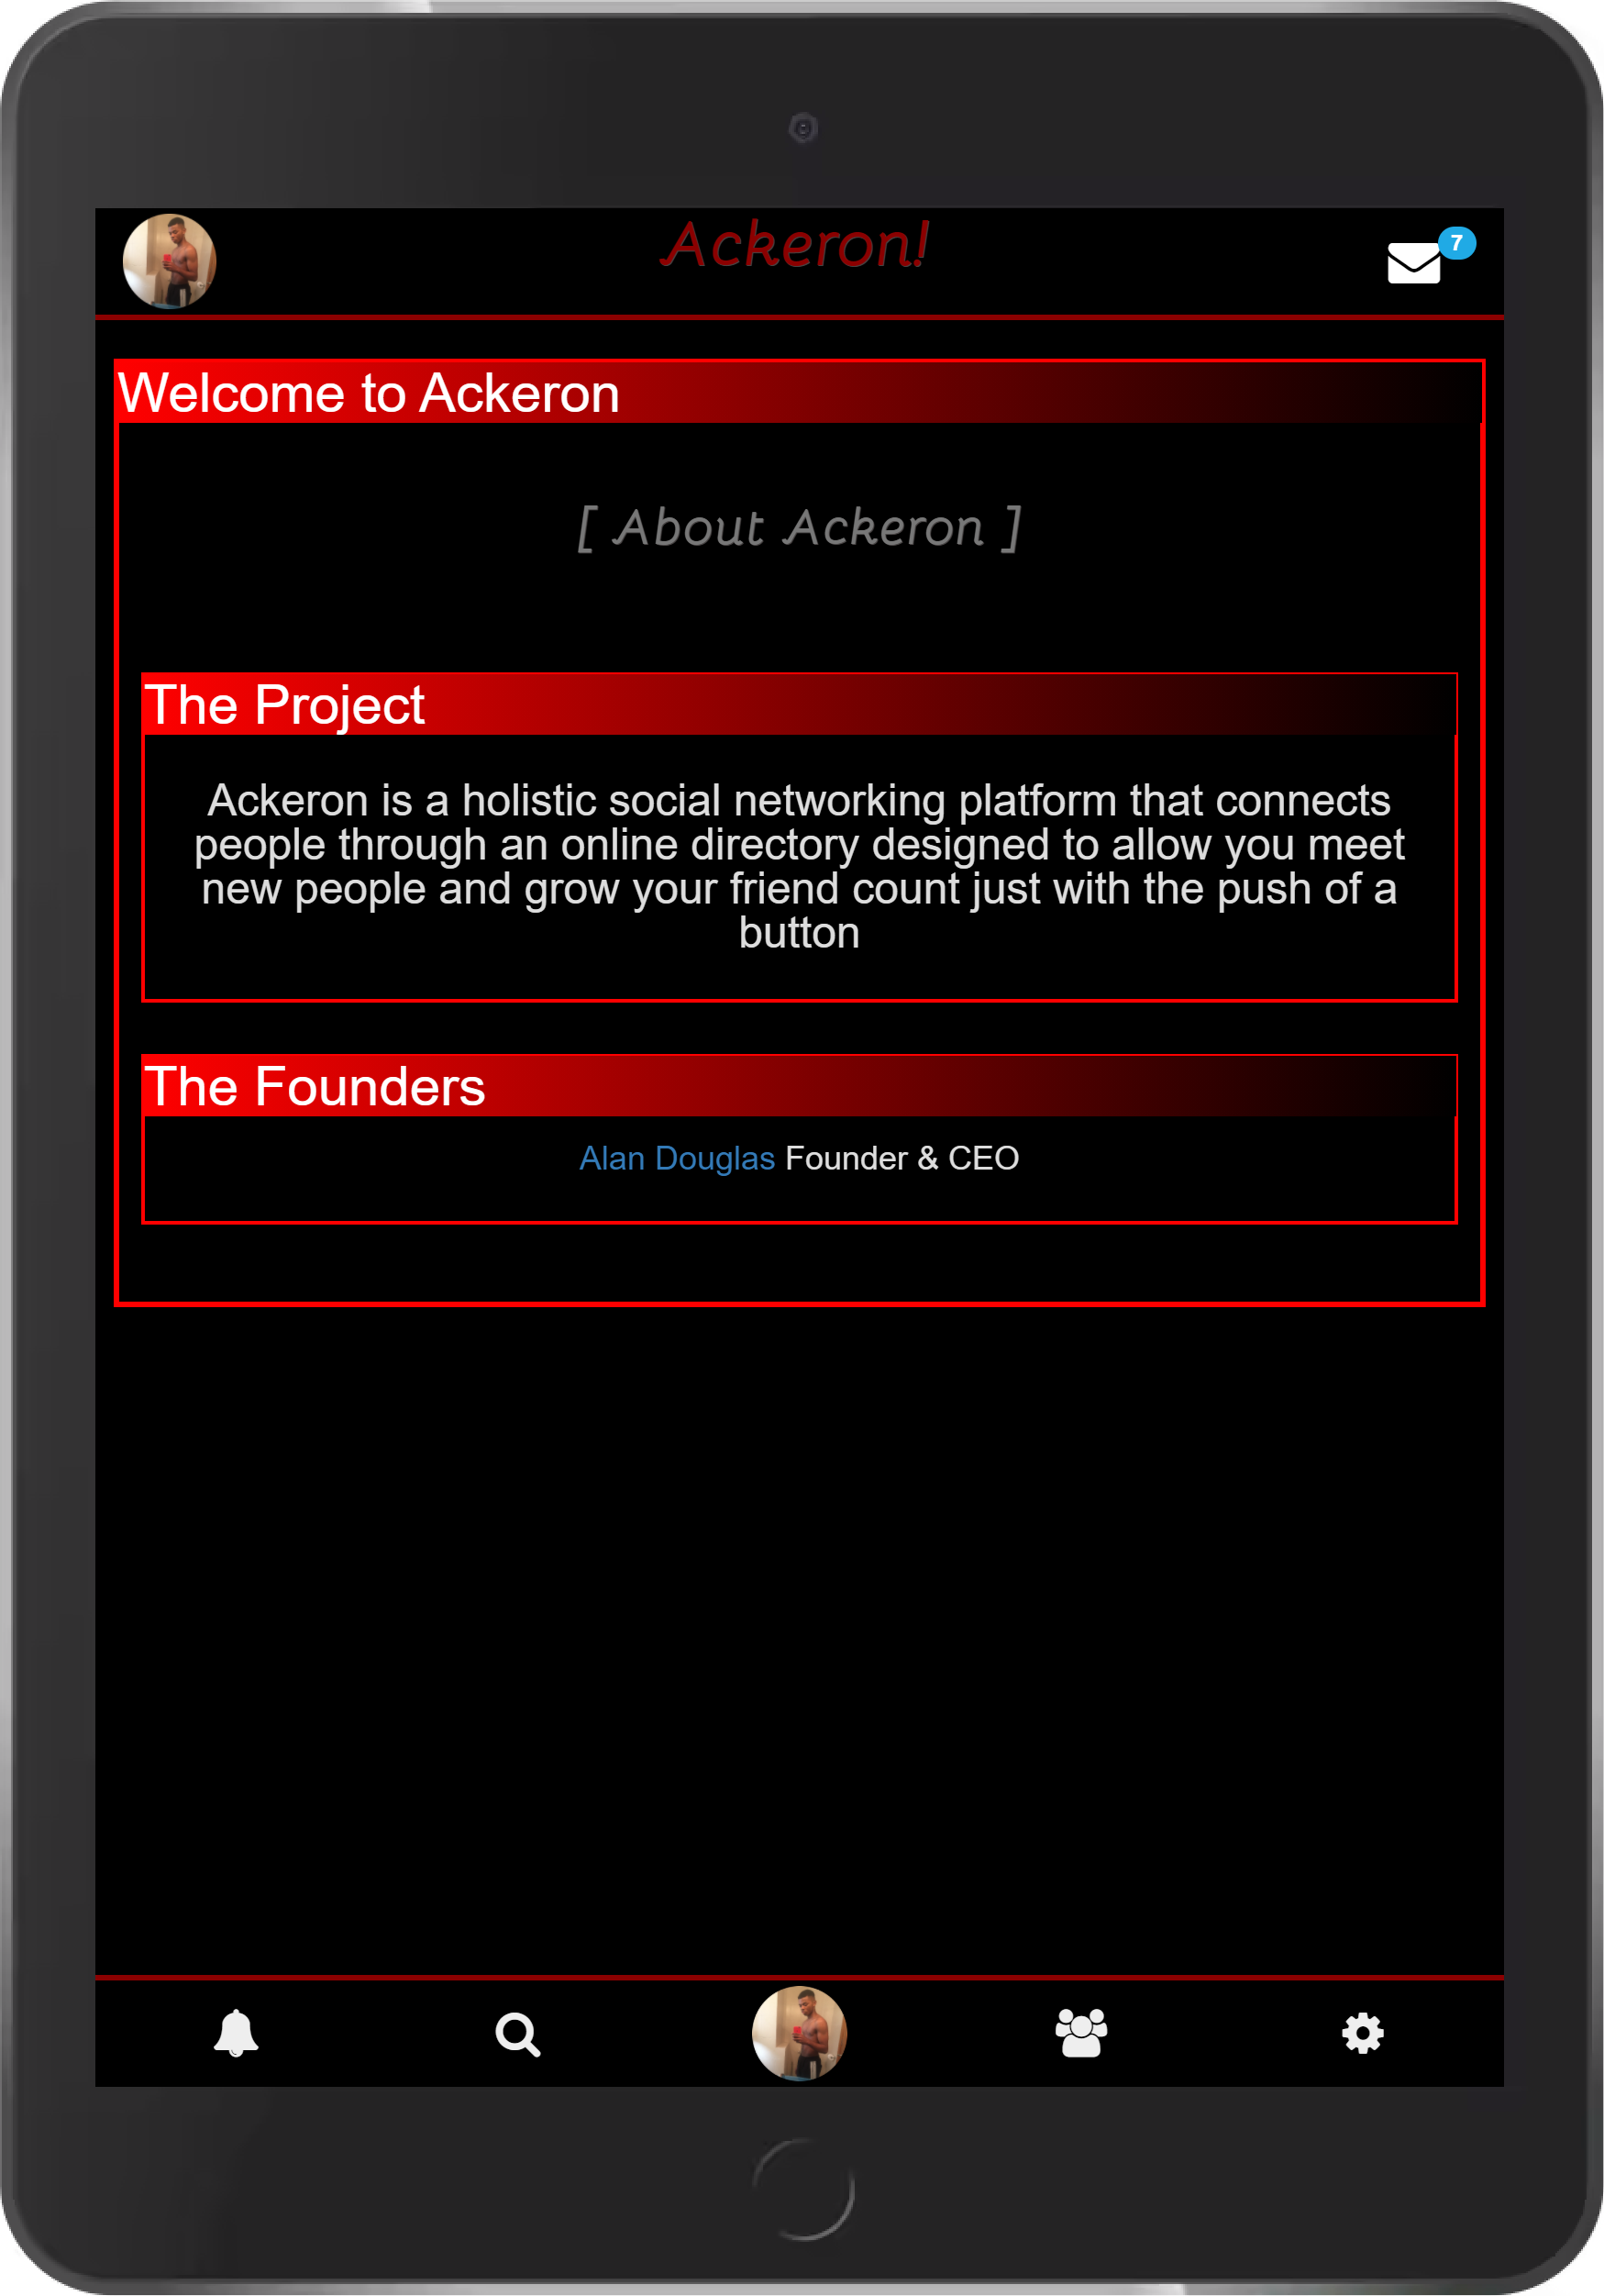 Ackeron!
7
Welcome to Ackeron
[ About Ackeron ]
The Project
Ackeron is a holistic social networking platform that connects
people through an online directory designed to allow you meet
new people and grow your friend count just with the push of a
button
The Founders
Alan Douglas Founder & CEO